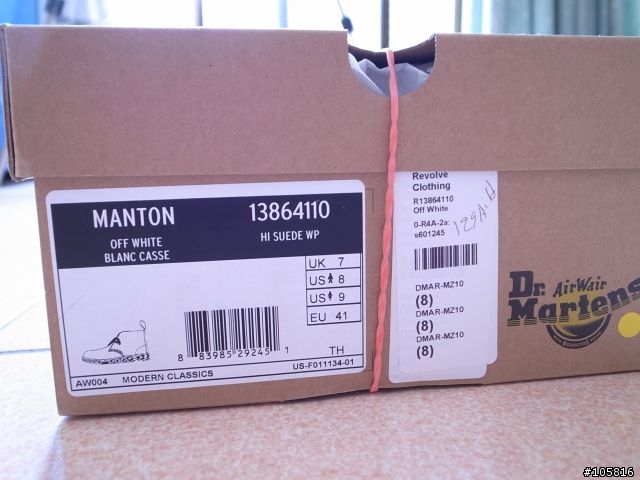 MANTON 13864110
OFF WHITE HI SUEDE WP
BLANC CASSE
UK 7
US 8
US 9
EU 41
8 83985 29245 1
TH
US-F011134-01
AW004 MODERN CLASSICS
Revolve
Clothing
R13864110
Off White
0-R4A-2a:
s601245
DMAR-MZ10
(8)
DMAR-MZ10
(8)
DMAR-MZ10
(8)
Dr. AirWair
Martens
#105816